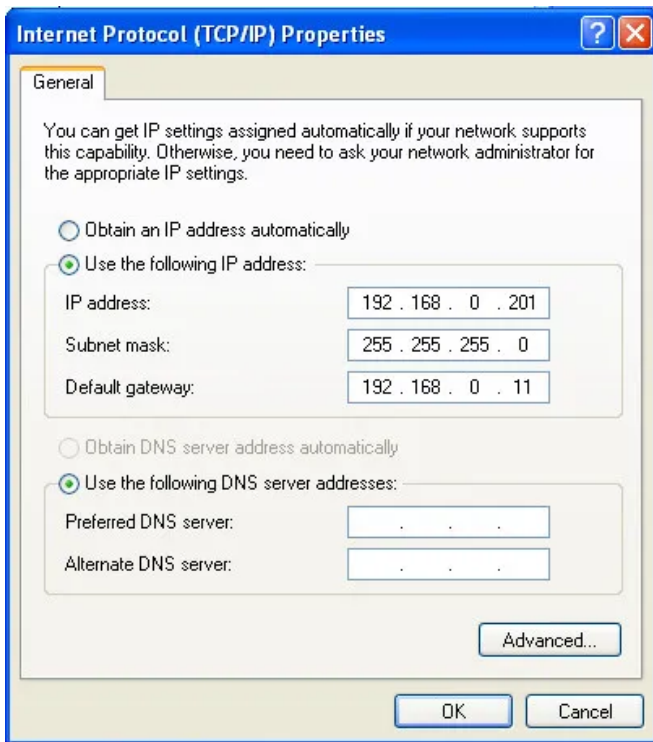 Internet Protocol (TCP/IP) Properties
General
You can get IP settings assigned automatically if your network supports
this capability. Otherwise, you need to ask your network administrator for
the appropriate IP settings.
Obtain an IP address automatically
Use the following IP address:
IP address: 192 . 168 . 0 . 201
Subnet mask: 255 . 255 . 255 . 0
Default gateway: 192 . 168 . 0 . 11
Obtain DNS server address automatically
Use the following DNS server addresses:
Preferred DNS server: . . .
Alternate DNS server: . . .
Advanced...
OK Cancel